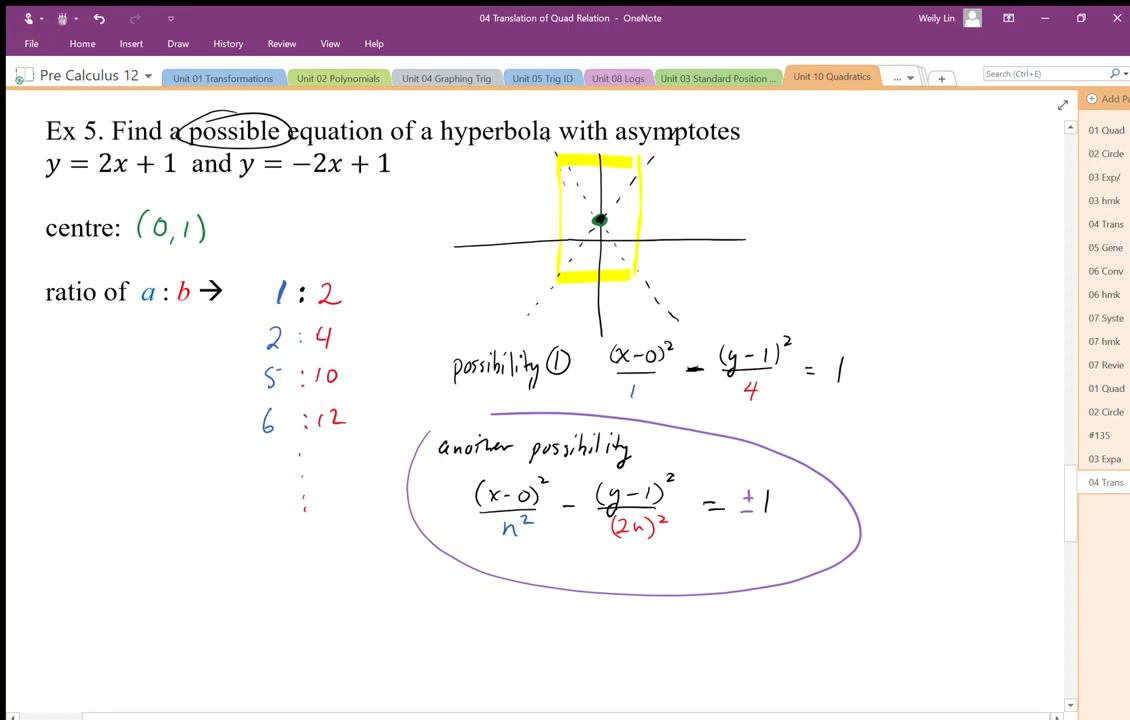 04 Translation of Quad Relation - OneNote
Weily Lin
File Home Insert Draw History Review View Help
Pre Calculus 12
Unit 01 Transformations
Unit 02 Polynomials
Unit 04 Graphing Trig
Unit 05 Trig ID
Unit 08 Logs
Unit 03 Standard Position ...
Unit 10 Quadratics
...
Search (Ctrl+E)
Add Pa
Ex 5. Find a possible equation of a hyperbola with asymptotes
y = 2x + 1 and y = −2x + 1
centre: (0, 1)
ratio of a : b → 1 : 2
2 : 4
5 : 10
6 : 12
possibility ① (x-0)²/1 - (y-1)²/4 = 1
another possibility
(x-0)²/n² - (y-1)²/(2n)² = ±1
01 Quad
02 Circle
03 Exp/
03 hmk
04 Trans
05 Gene
06 Conv
06 hmk
07 Syste
07 hmk
07 Revie
01 Quad
02 Circle
#135
03 Expa
04 Trans